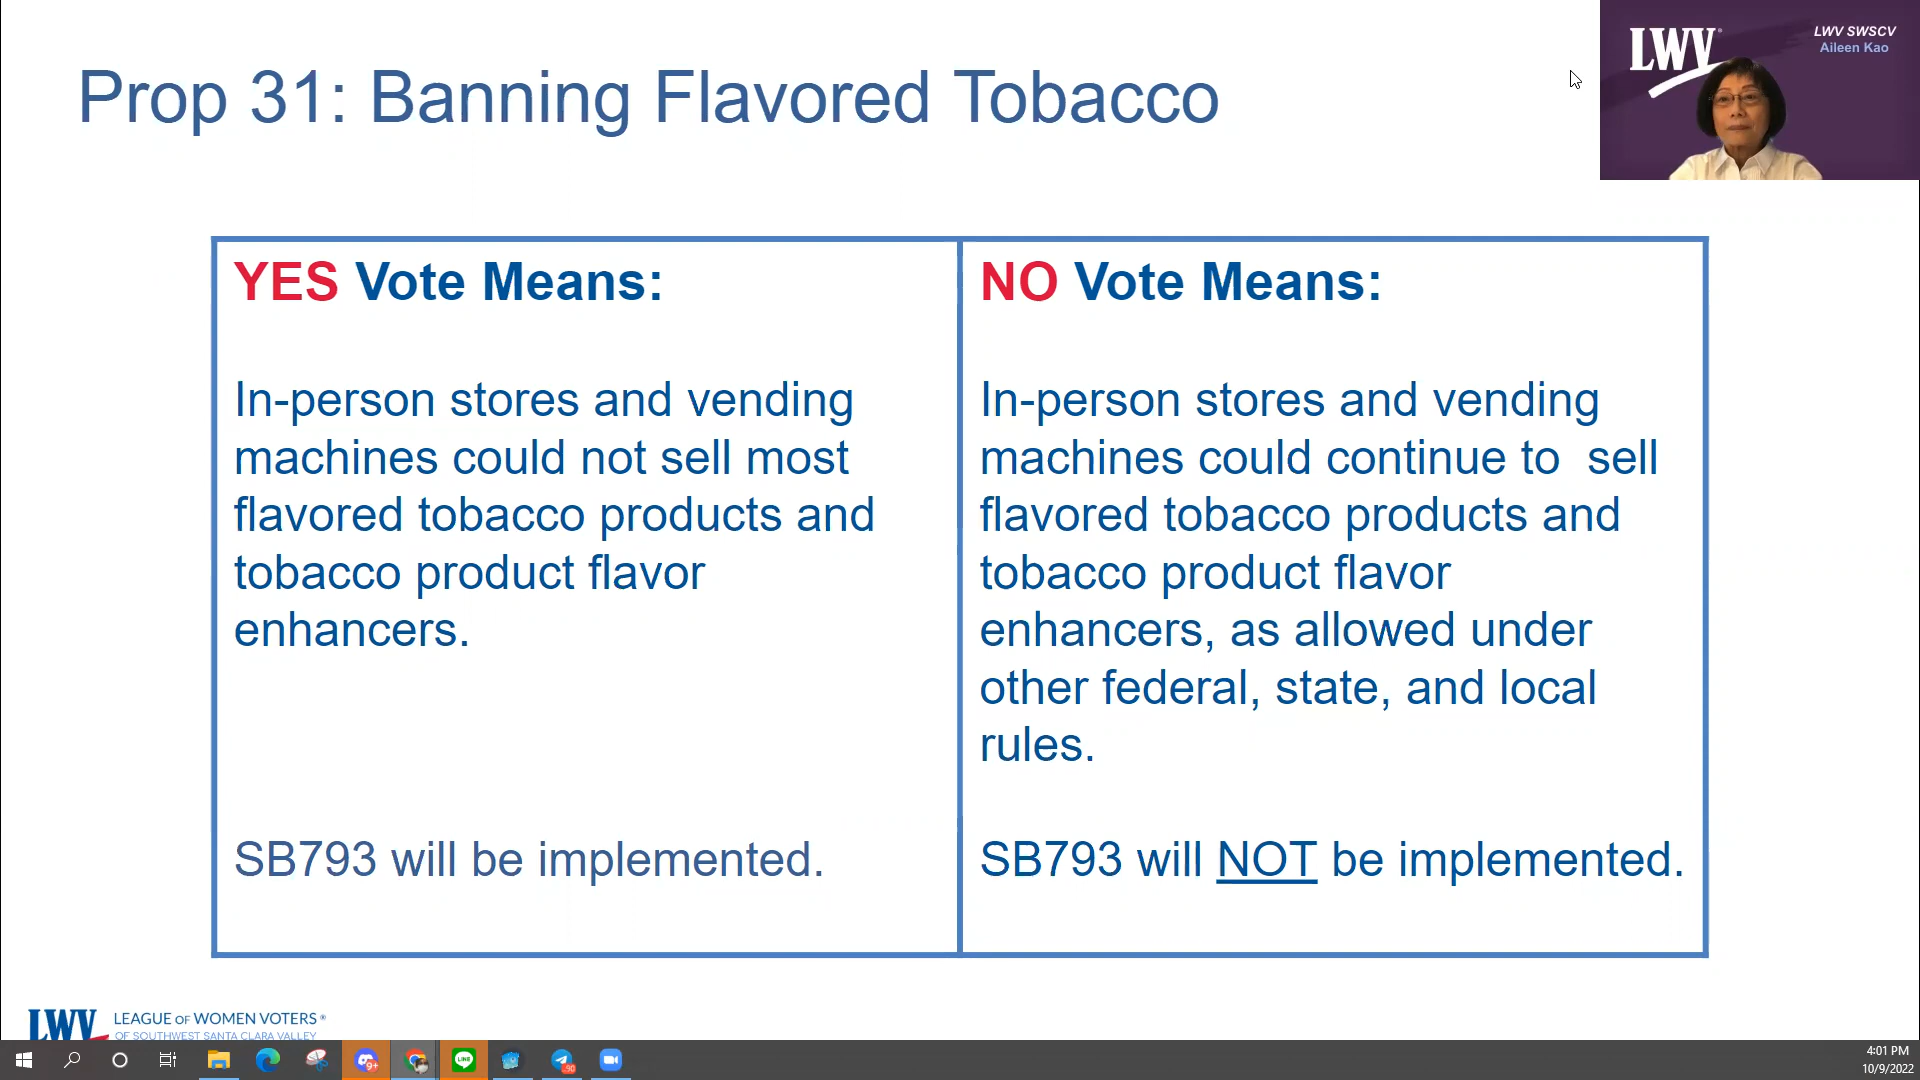 Prop 31: Banning Flavored Tobacco
LWV®
LWV SWSCV
Aileen Kao
YES Vote Means:
In-person stores and vending
machines could not sell most
flavored tobacco products and
tobacco product flavor
enhancers.
SB793 will be implemented.
NO Vote Means:
In-person stores and vending
machines could continue to  sell
flavored tobacco products and
tobacco product flavor
enhancers, as allowed under
other federal, state, and local
rules.
SB793 will NOT be implemented.
LWV
LEAGUE OF WOMEN VOTERS®
OF SOUTHWEST SANTA CLARA VALLEY
9+
LINE
90
4:01 PM
10/9/2022